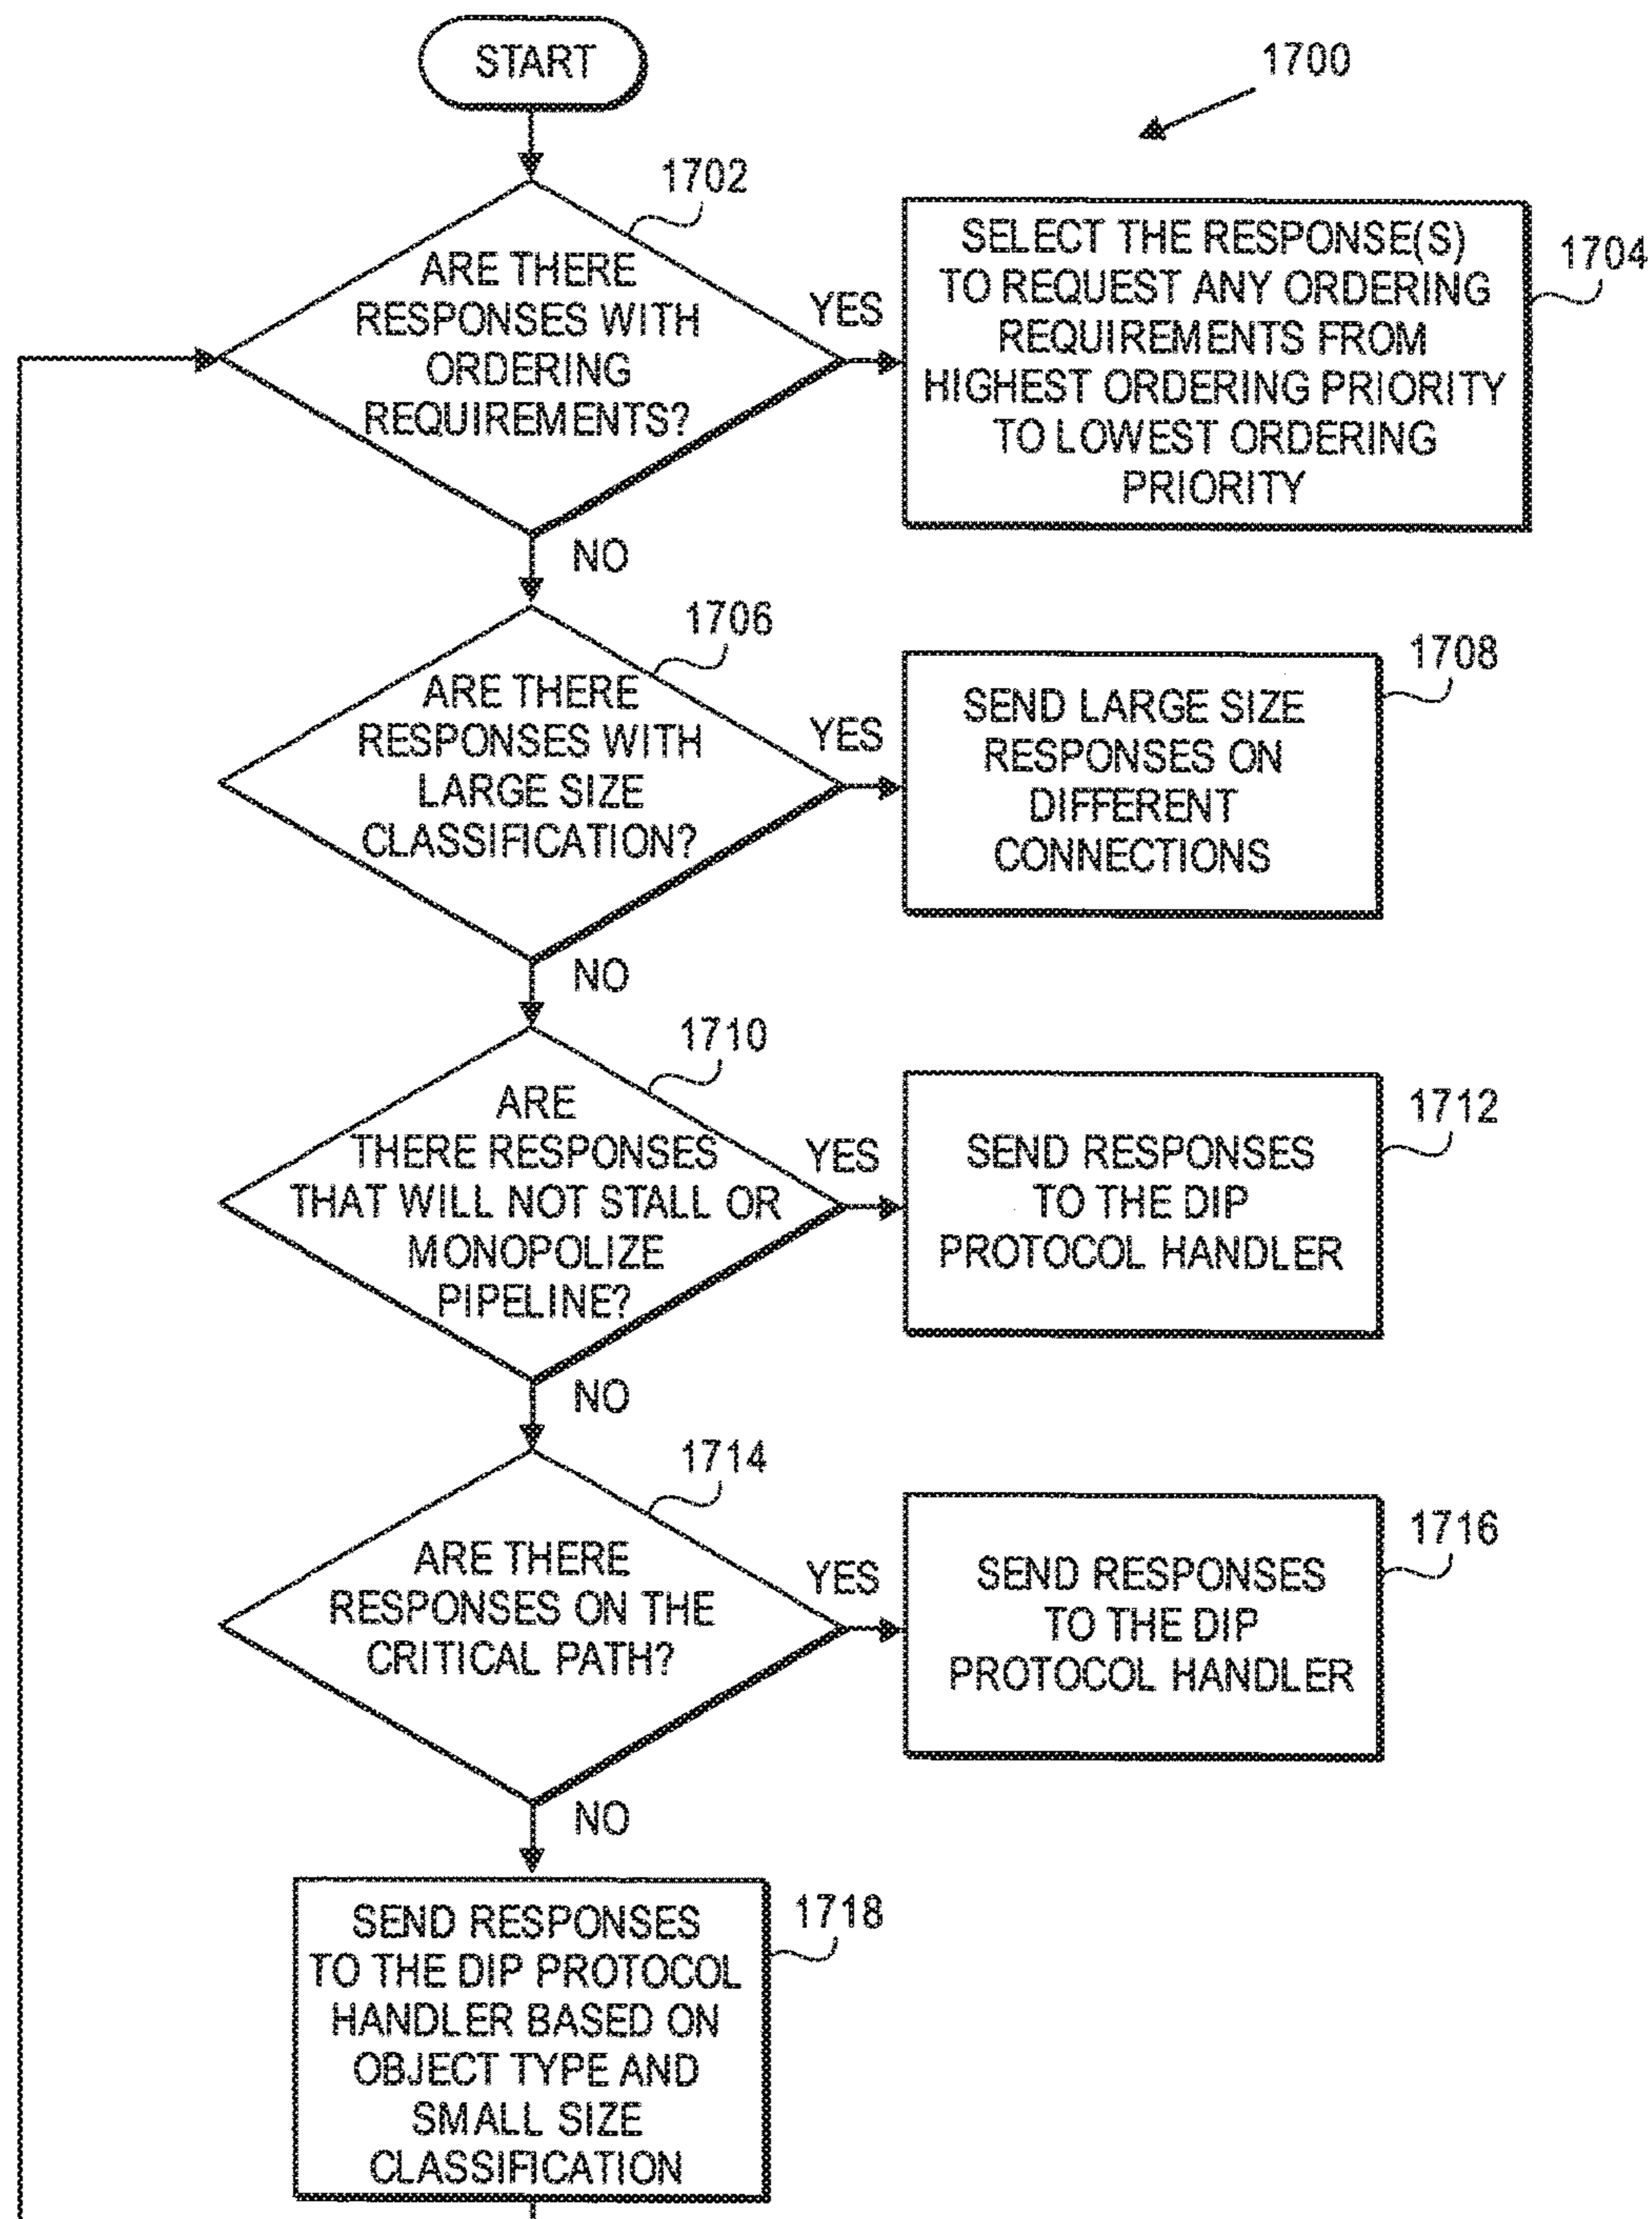 START
1700
1702
ARE THERE
RESPONSES WITH
ORDERING
REQUIREMENTS?
YES
SELECT THE RESPONSE(S)
TO REQUEST ANY ORDERING
REQUIREMENTS FROM
HIGHEST ORDERING PRIORITY
TO LOWEST ORDERING
PRIORITY
1704
NO
1706
ARE THERE
RESPONSES WITH
LARGE SIZE
CLASSIFICATION?
YES
SEND LARGE SIZE
RESPONSES ON
DIFFERENT
CONNECTIONS
1708
NO
1710
ARE
THERE RESPONSES
THAT WILL NOT STALL OR
MONOPOLIZE
PIPELINE?
YES
SEND RESPONSES
TO THE DIP
PROTOCOL HANDLER
1712
NO
1714
ARE THERE
RESPONSES ON THE
CRITICAL PATH?
YES
SEND RESPONSES
TO THE DIP
PROTOCOL HANDLER
1716
NO
SEND RESPONSES
TO THE DIP PROTOCOL
HANDLER BASED ON
OBJECT TYPE AND
SMALL SIZE
CLASSIFICATION
1718